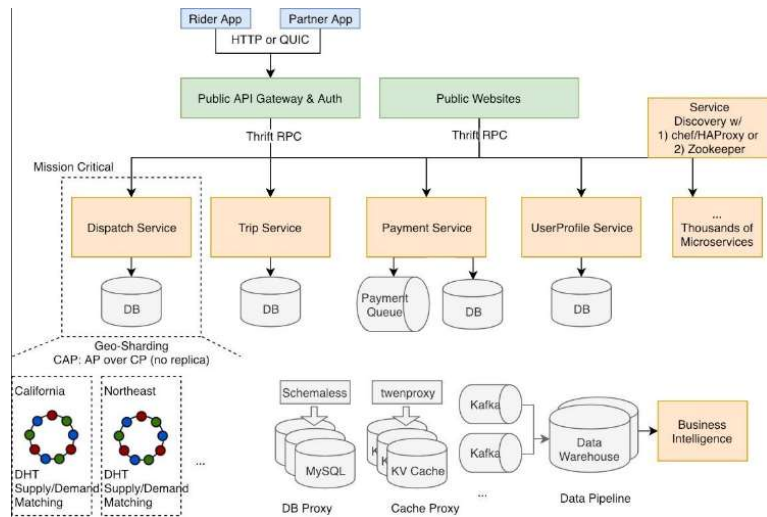 Rider App
Partner App
HTTP or QUIC
Public API Gateway & Auth
Public Websites
Service
Discovery w/
1) chef/HAProxy or
2) Zookeeper
Thrift RPC
Thrift RPC
Mission Critical
Dispatch Service
Trip Service
Payment Service
UserProfile Service
...
Thousands of
Microservices
DB
DB
Payment
Queue
DB
DB
Geo-Sharding
CAP: AP over CP (no replica)
California
Northeast
DHT
Supply/Demand
Matching
DHT
Supply/Demand
Matching
...
Schemaless
MySQL
DB Proxy
twenproxy
K
K
KV Cache
Cache Proxy
Kafka
Kafka
...
Data
Warehouse
Data Pipeline
Business
Intelligence